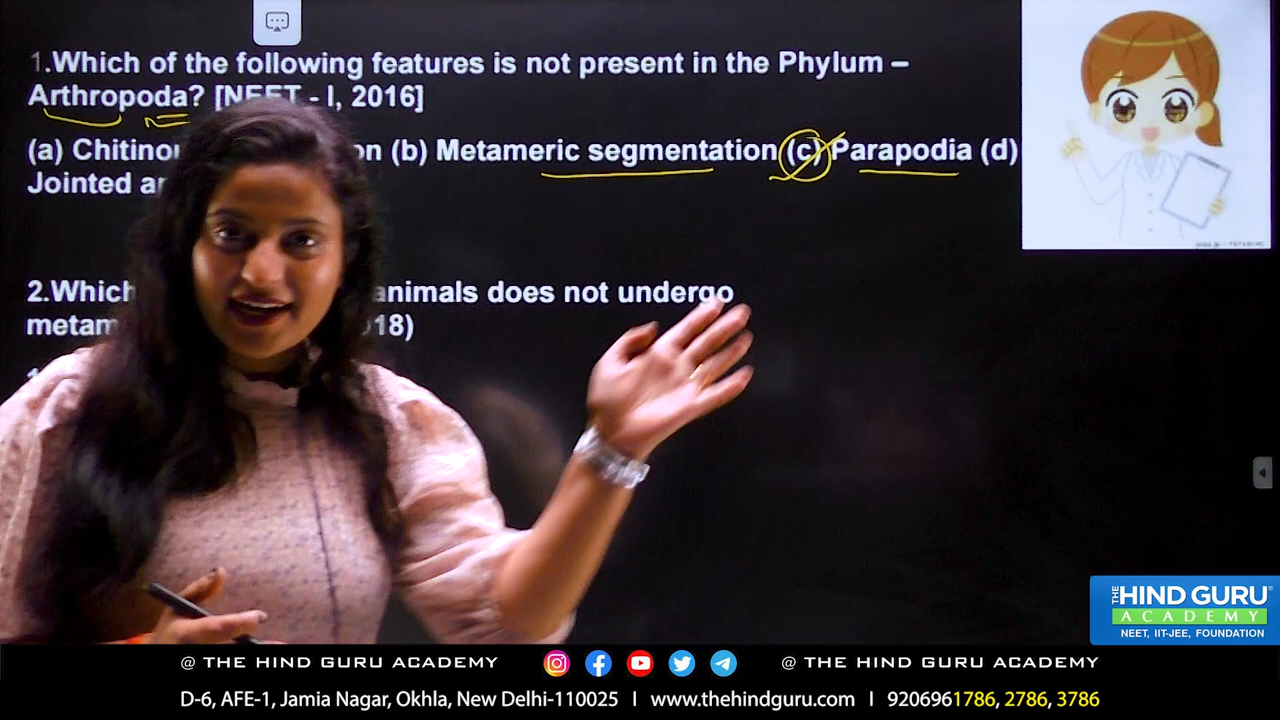 1.Which of the following features is not present in the Phylum –
Arthropoda? [NEET - I, 2016]
(a) on (b) Metameric segmentation (c) Parapodia (d)
Jointed
2.Which animals does not undergo
18)
THE HIND GURU
ACADEMY
NEET, IIT-JEE, FOUNDATION
@ THE HIND GURU ACADEMY @ THE HIND GURU ACADEMY
D-6, AFE-1, Jamia Nagar, Okhla, New Delhi-110025 | www.thehindguru.com | 9206961786, 2786, 3786